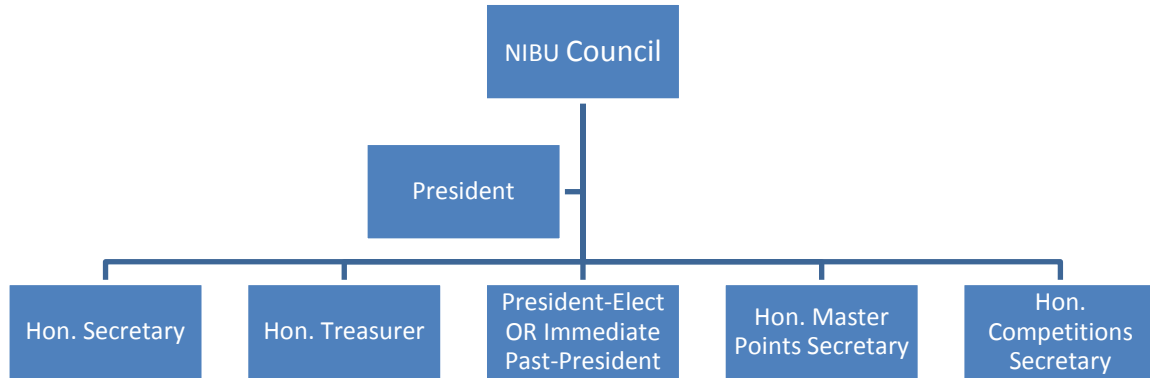 NIBU Council
President
Hon. Secretary
Hon. Treasurer
President-Elect
OR Immediate
Past-President
Hon. Master
Points Secretary
Hon.
Competitions
Secretary